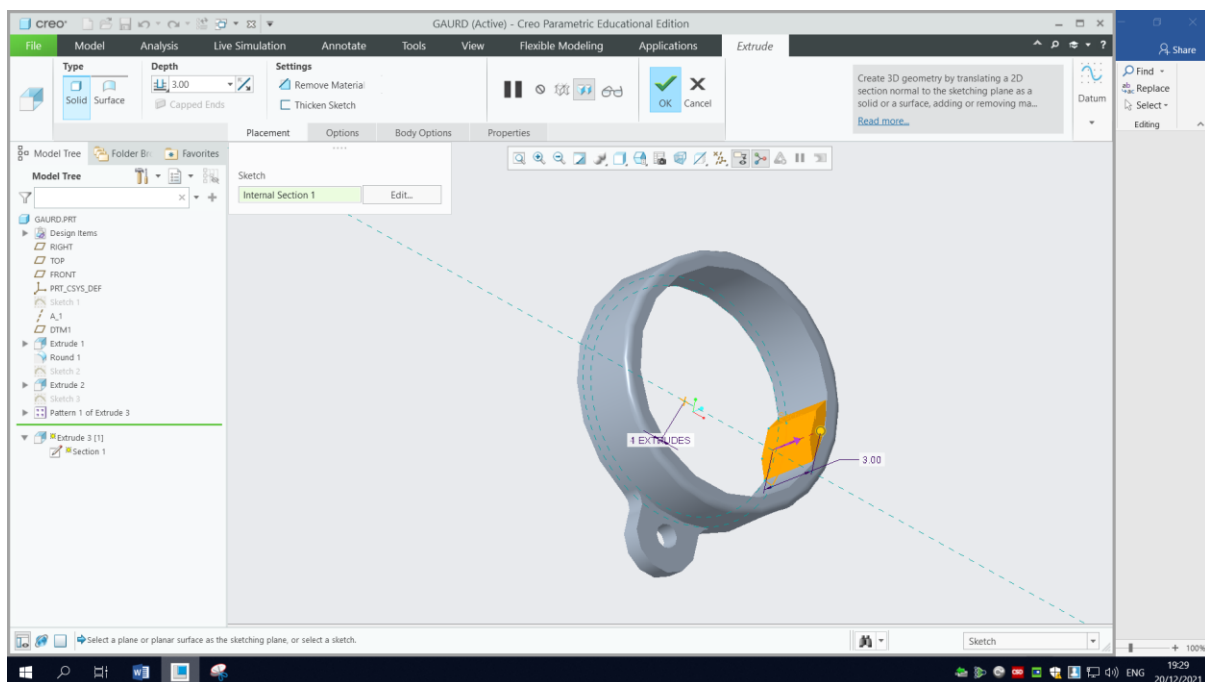 creo·
GAURD (Active) - Creo Parametric Educational Edition
File Model Analysis Live Simulation Annotate Tools View Flexible Modeling Applications Extrude
Share
Type Depth Settings
3.00 Remove Material
Solid Surface Capped Ends Thicken Sketch
OK Cancel
Create 3D geometry by translating a 2D
section normal to the sketching plane as a
solid or a surface, adding or removing ma...
Read more...
Datum
Find
Replace
Select
Editing
Placement Options Body Options Properties
Model Tree Folder Br Favorites
Model Tree
Sketch
Internal Section 1 Edit...
GAURD.PRT
Design Items
RIGHT
TOP
FRONT
PRT_CSYS_DEF
Sketch 1
A_1
DTM1
Extrude 1
Round 1
Sketch 2
Extrude 2
Sketch 3
Pattern 1 of Extrude 3
Extrude 3 [1]
Section 1
EXTRUDES
3.00
Select a plane or planar surface as the sketching plane, or select a sketch.
Sketch
100%
ENG
19:29
20/12/2021